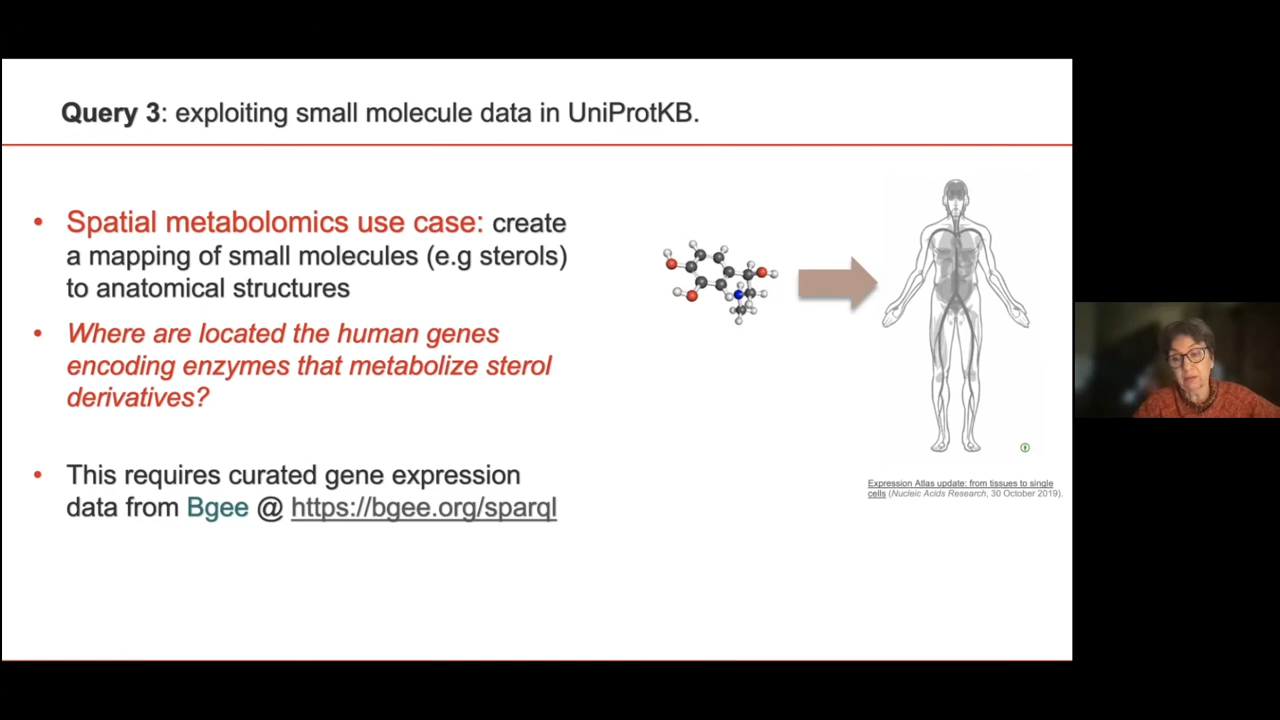 Query 3: exploiting small molecule data in UniProtKB.
• Spatial metabolomics use case: create
a mapping of small molecules (e.g sterols)
to anatomical structures
• Where are located the human genes
encoding enzymes that metabolize sterol
derivatives?
• This requires curated gene expression
data from Bgee @ https://bgee.org/sparql
Expression Atlas update: from tissues to single
cells (Nucleic Acids Research, 30 October 2019).